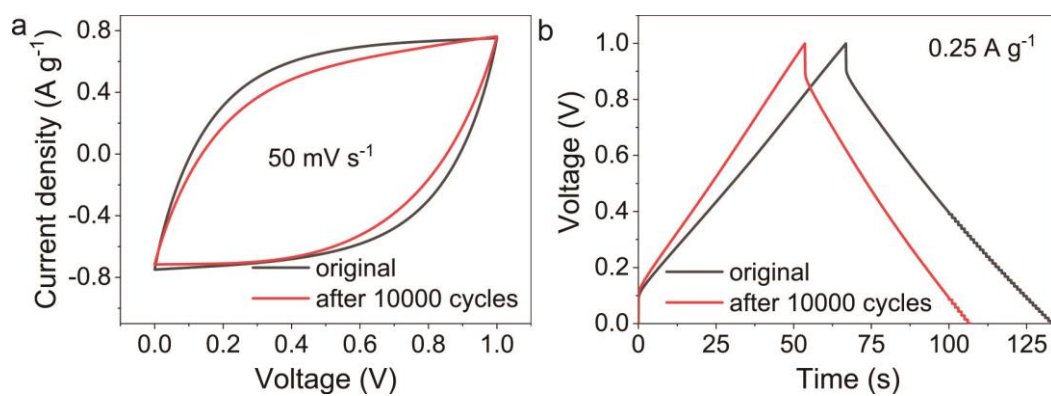 a
Current density (A g⁻¹)
0.8
0.4
0.0
-0.4
-0.8
50 mV s⁻¹
original
after 10000 cycles
0.0 0.2 0.4 0.6 0.8 1.0
Voltage (V)
b
Voltage (V)
1.0
0.8
0.6
0.4
0.2
0.0
0.25 A g⁻¹
original
after 10000 cycles
0 25 50 75 100 125
Time (s)